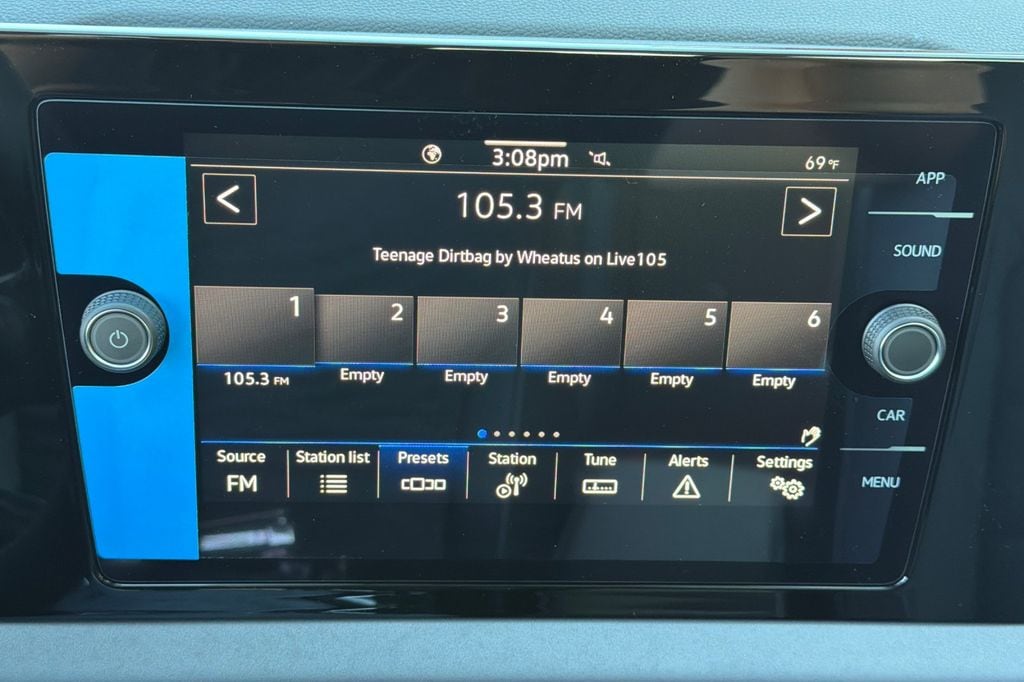 3:08pm
69°F
APP
105.3 FM
SOUND
Teenage Dirtbag by Wheatus on Live105
1 2 3 4 5 6
105.3 FM Empty Empty Empty Empty Empty
CAR
Source Station list Presets Station Tune Alerts Settings
FM
MENU